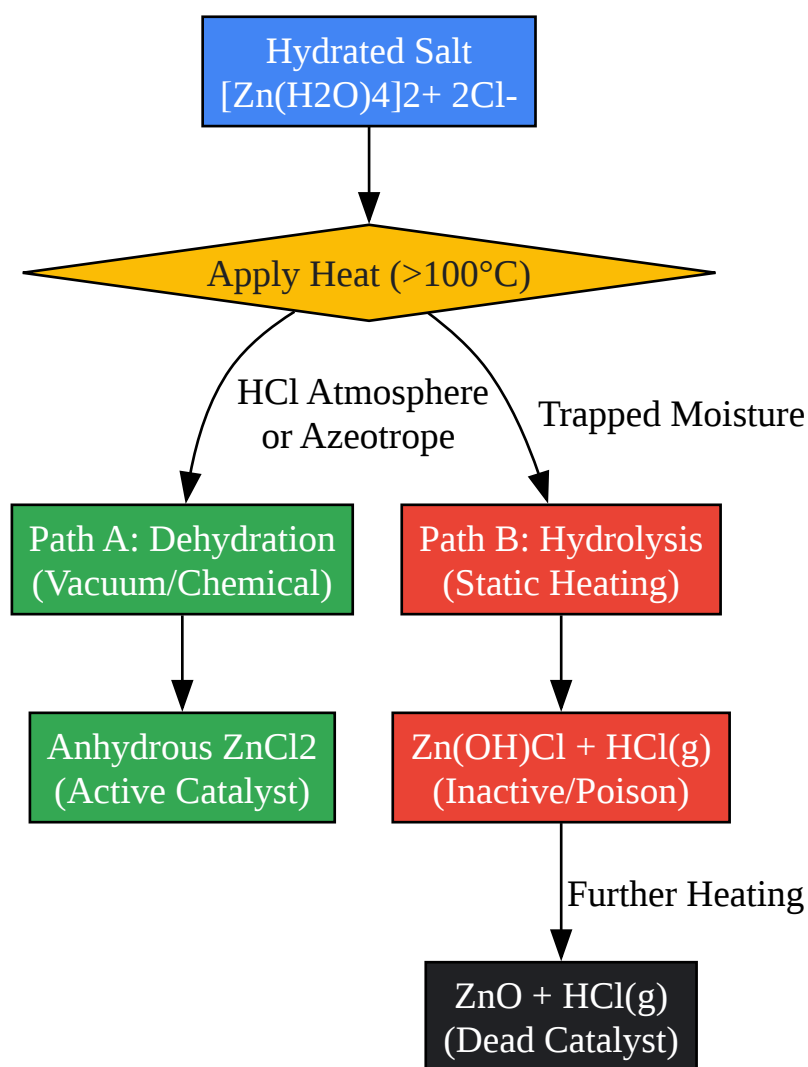 Hydrated Salt
[Zn(H2O)4]2+ 2Cl-
Apply Heat (>100°C)
HCl Atmosphere
or Azeotrope
Trapped Moisture
Path A: Dehydration
(Vacuum/Chemical)
Path B: Hydrolysis
(Static Heating)
Anhydrous ZnCl2
(Active Catalyst)
Zn(OH)Cl + HCl(g)
(Inactive/Poison)
Further Heating
ZnO + HCl(g)
(Dead Catalyst)